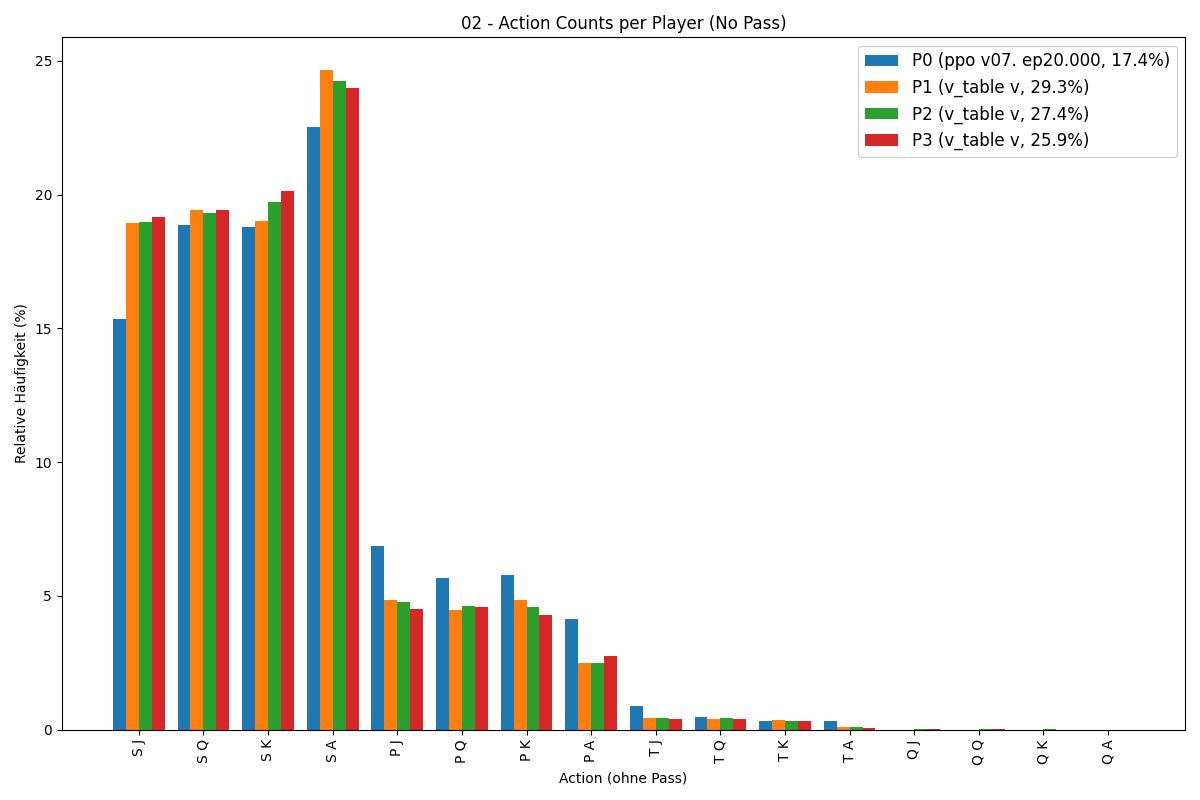 02 - Action Counts per Player (No Pass)
P0 (ppo v07. ep20.000, 17.4%)
P1 (v_table v, 29.3%)
P2 (v_table v, 27.4%)
P3 (v_table v, 25.9%)
Relative Häufigkeit (%)
25
20
15
10
5
0
S J
S Q
S K
S A
P J
P Q
P K
P A
T J
T Q
T K
T A
Q J
Q Q
Q K
Q A
Action (ohne Pass)